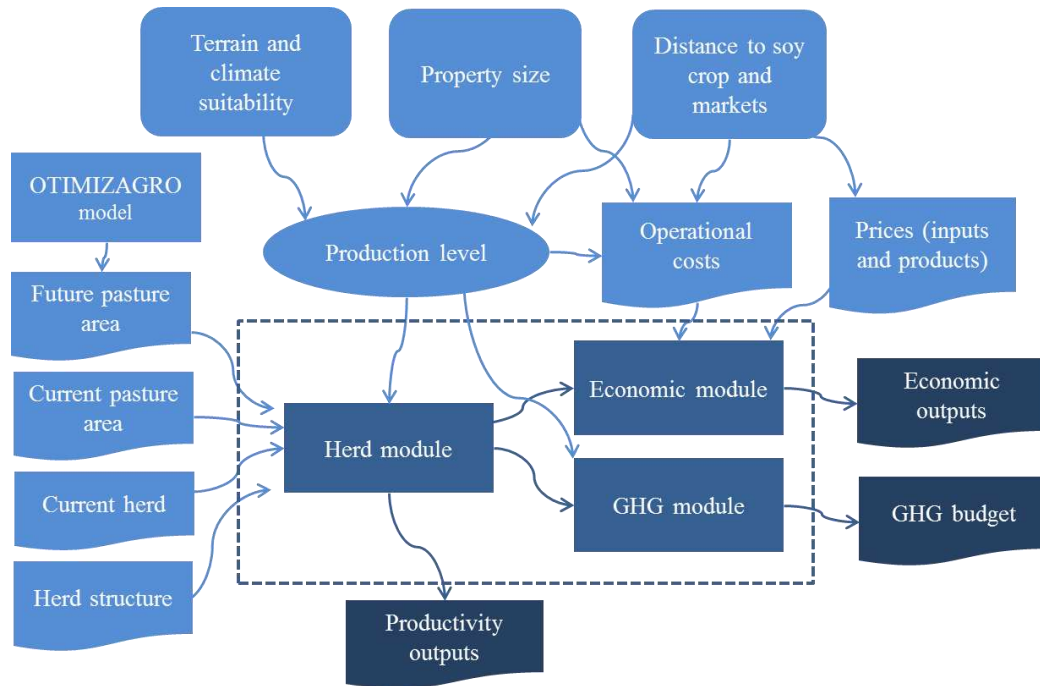 Terrain and
climate
suitability
Property size
Distance to soy
crop and
markets
OTIMIZAGRO
model
Production level
Operational
costs
Prices (inputs
and products)
Future pasture
area
Current pasture
area
Current herd
Herd structure
Herd module
Economic module
GHG module
Economic
outputs
GHG budget
Productivity
outputs